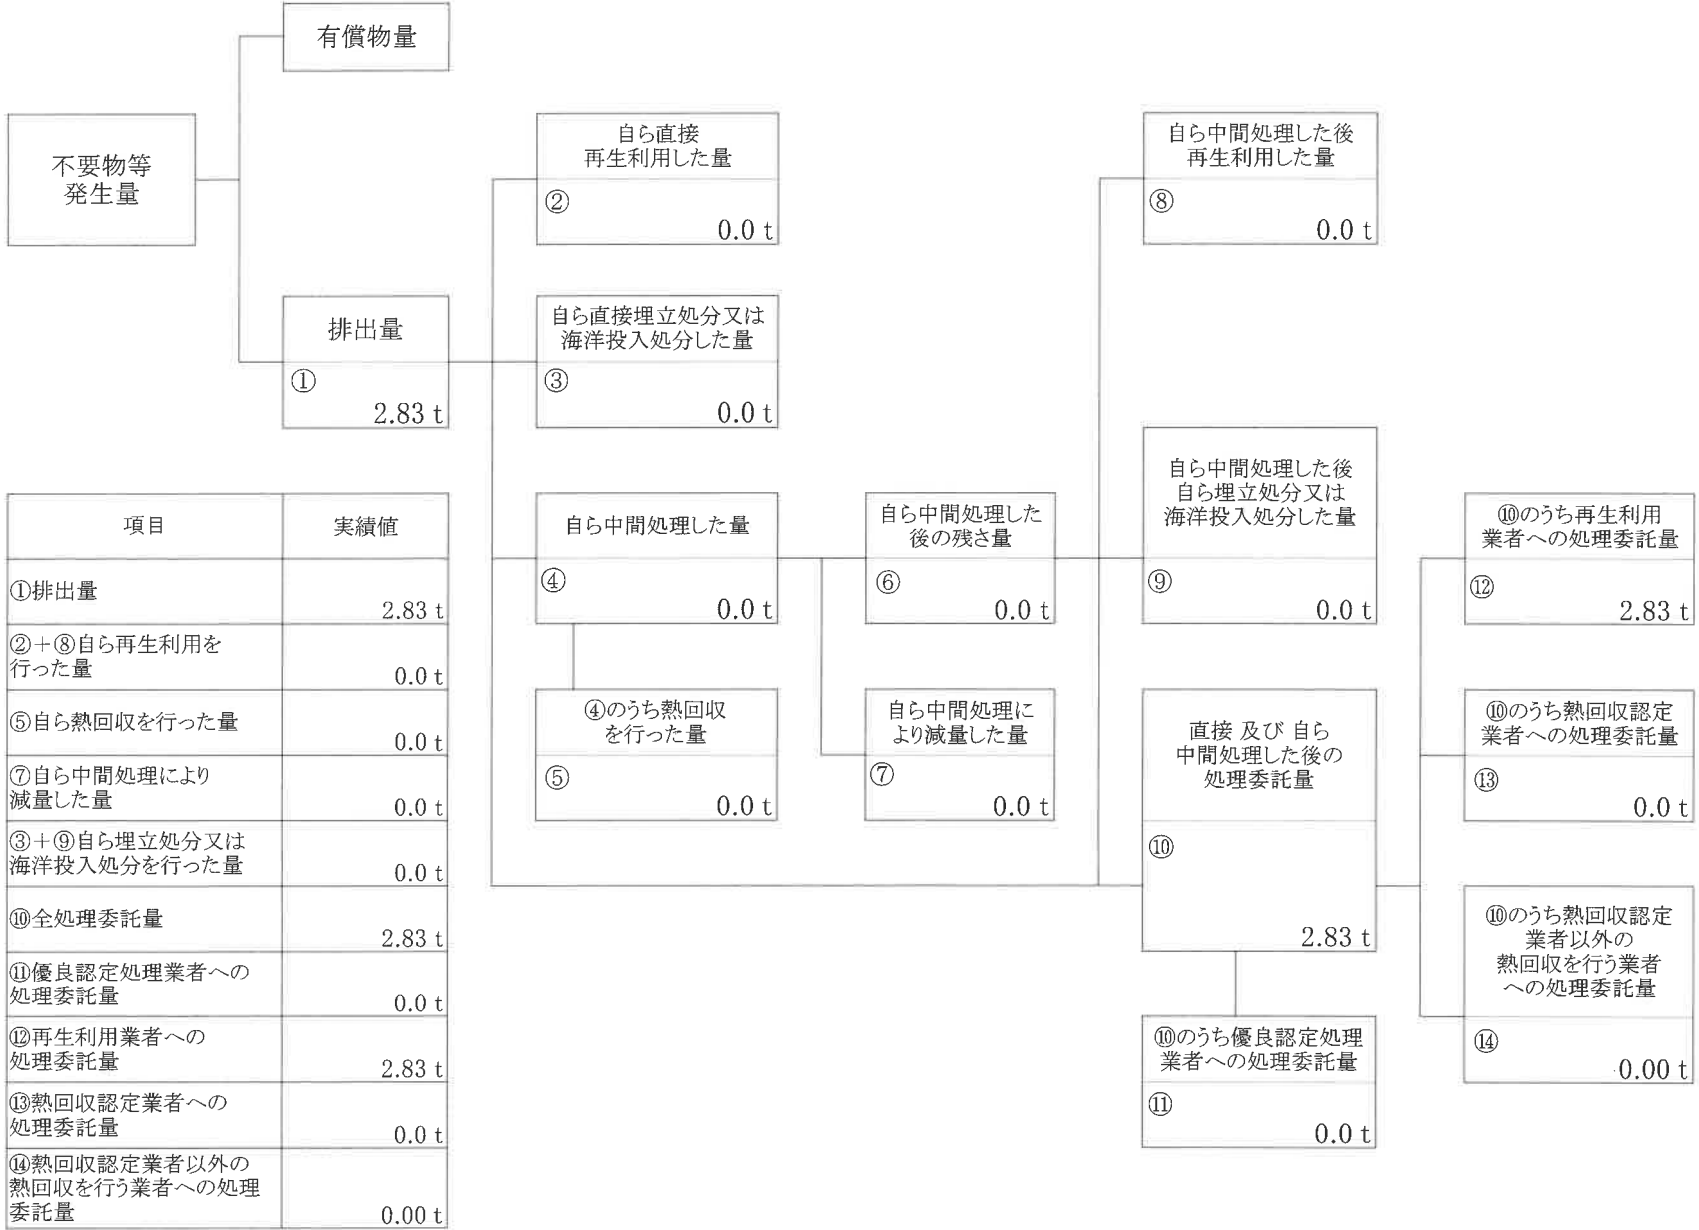 有償物量
不要物等
発生量
自ら直接
再生利用した量
②
0.0 t
自ら中間処理した後
再生利用した量
⑧
0.0 t
排出量
①
2.83 t
自ら直接埋立処分又は
海洋投入処分した量
③
0.0 t
自ら中間処理した量
④
0.0 t
自ら中間処理した
後の残さ量
⑥
0.0 t
自ら中間処理した後
自ら埋立処分又は
海洋投入処分した量
⑨
0.0 t
⑩のうち再生利用
業者への処理委託量
⑫
2.83 t
④のうち熱回収
を行った量
⑤
0.0 t
自ら中間処理に
より減量した量
⑦
0.0 t
直接 及び 自ら
中間処理した後の
処理委託量
⑩
2.83 t
⑩のうち熱回収認定
業者への処理委託量
⑬
0.0 t
⑩のうち熱回収認定
業者以外の
熱回収を行う業者
への処理委託量
⑭
0.00 t
⑩のうち優良認定処理
業者への処理委託量
⑪
0.0 t
項目 実績値
①排出量
2.83 t
②＋⑧自ら再生利用を
行った量
0.0 t
⑤自ら熱回収を行った量
0.0 t
⑦自ら中間処理により
減量した量
0.0 t
③＋⑨自ら埋立処分又は
海洋投入処分を行った量
0.0 t
⑩全処理委託量
2.83 t
⑪優良認定処理業者への
処理委託量
0.0 t
⑫再生利用業者への
処理委託量
2.83 t
⑬熱回収認定業者への
処理委託量
0.0 t
⑭熱回収認定業者以外の
熱回収を行う業者への処理
委託量
0.00 t